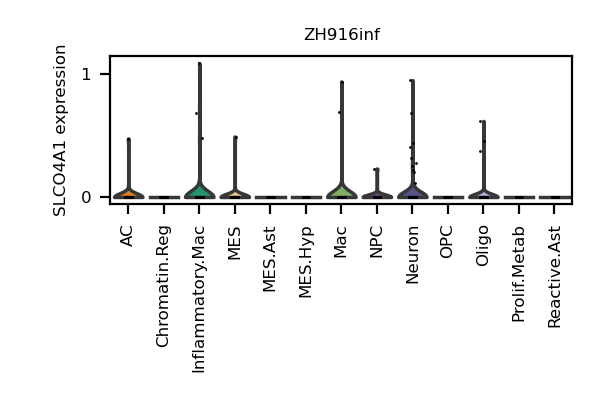 ZH916inf
SLCO4A1 expression
1
0
AC
Chromatin.Reg
Inflammatory.Mac
MES
MES.Ast
MES.Hyp
Mac
NPC
Neuron
OPC
Oligo
Prolif.Metab
Reactive.Ast